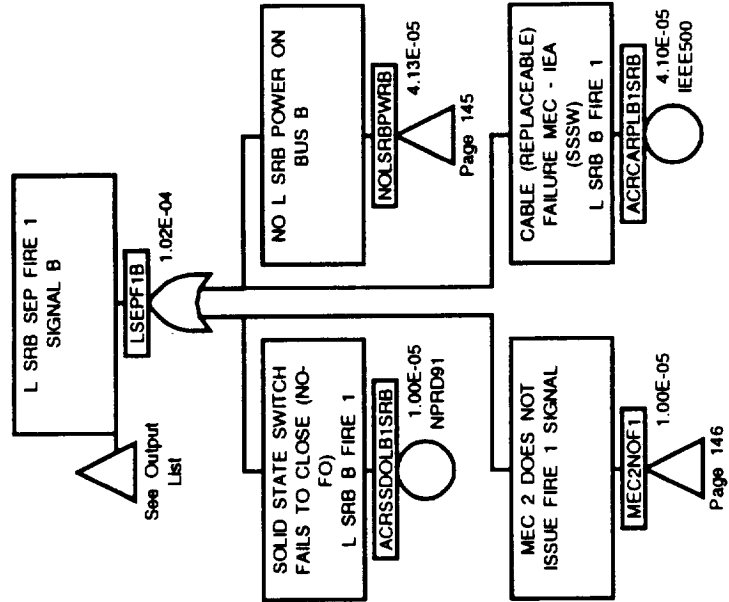 L SRB SEP FIRE 1
SIGNAL B
LSEPF1B
1.02E-04
See Output
List
SOLID STATE SWITCH
FAILS TO CLOSE (NO-
FO)
L SRB B FIRE 1
ACRSSDOLB1SRB
1.00E-05
NPRD91
NO L SRB POWER ON
BUS B
NOLSRBPWRB
4.13E-05
Page 145
MEC 2 DOES NOT
ISSUE FIRE 1 SIGNAL
MEC2NOF1
1.00E-05
Page 146
CABLE (REPLACEABLE)
FAILURE MEC - IEA
(SSSW)
L SRB B FIRE 1
ACRCARPLB1SRB
4.10E-05
IEEE500